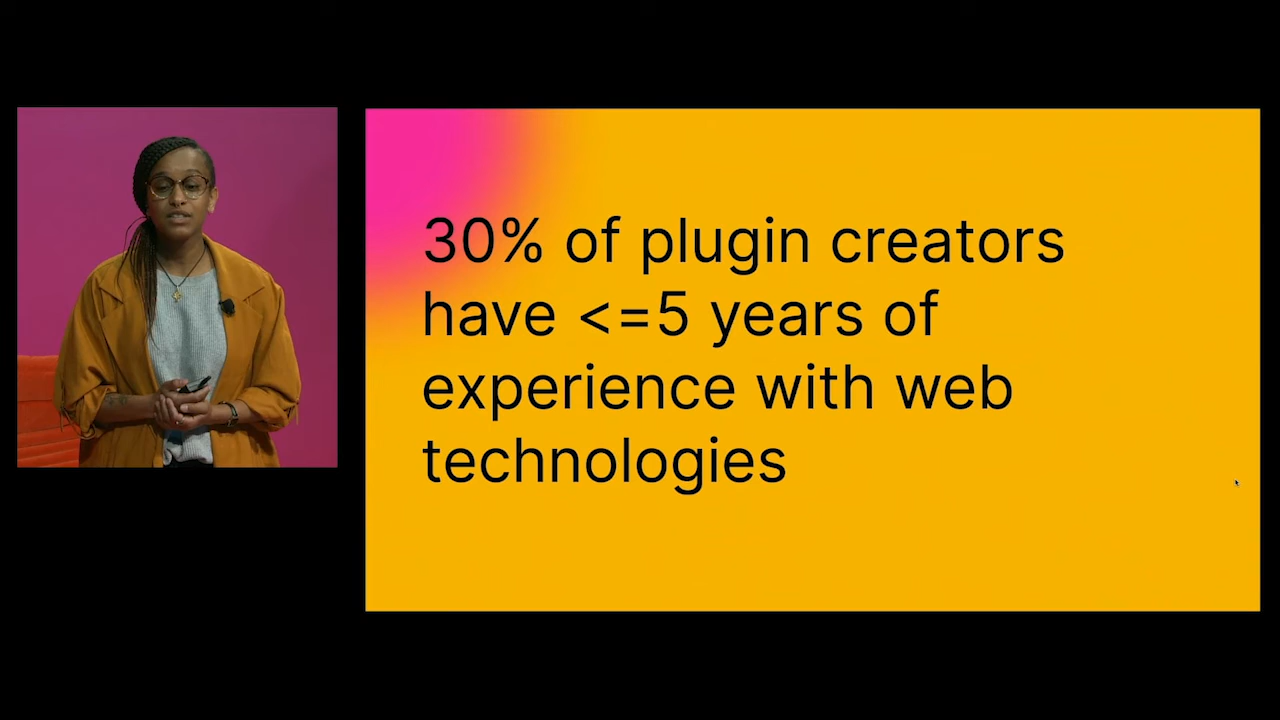 30% of plugin creators
have <=5 years of
experience with web
technologies